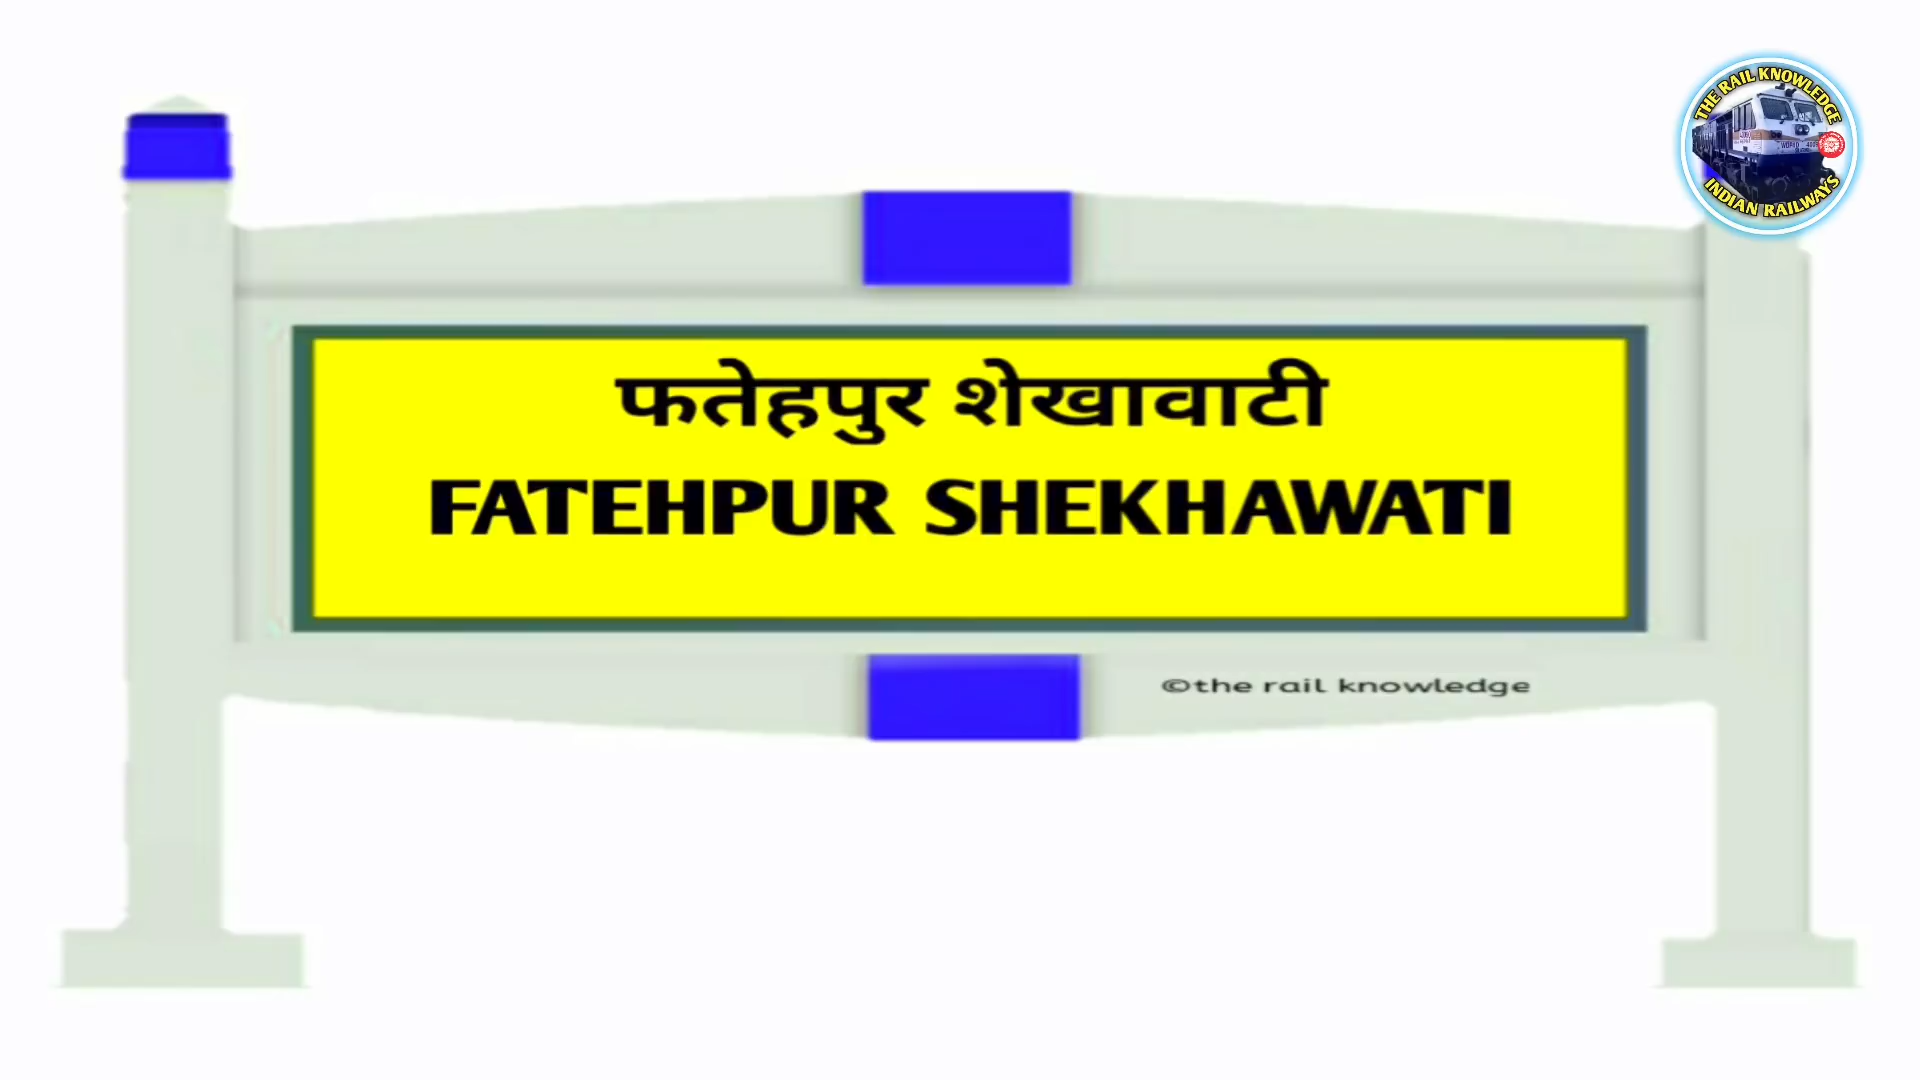 THE RAIL KNOWLEDGE
INDIAN RAILWAYS
फतेहपुर शेखावाटी
FATEHPUR SHEKHAWATI
©the rail knowledge